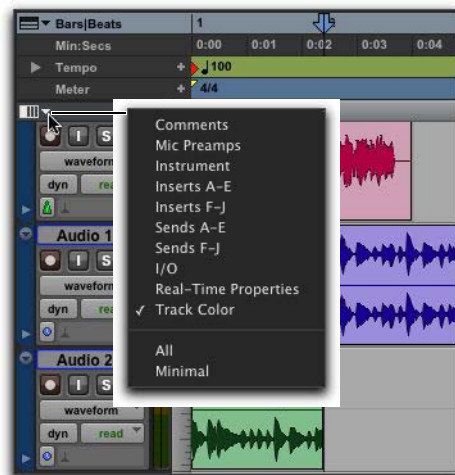 Bars|Beats 1
Min:Secs 0:00 0:01 0:02 0:03 0:04
Tempo + 100
Meter + 4/4
Comments
Mic Preamps
Instrument
Inserts A-E
Inserts F-J
Sends A-E
Sends F-J
I/O
Real-Time Properties
✓ Track Color
All
Minimal
I S
waveform
dyn
Audio 1
I S
waveform
dyn
Audio 2
I S
waveform
dyn read